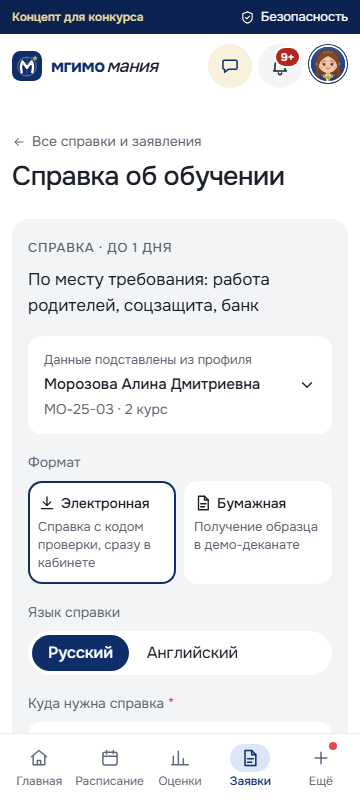 Концепт для конкурса
Безопасность
мгимо мания
9+
← Все справки и заявления
Справка об обучении
СПРАВКА · ДО 1 ДНЯ
По месту требования: работа
родителей, соцзащита, банк
Данные подставлены из профиля
Морозова Алина Дмитриевна
МО-25-03 · 2 курс
Формат
Электронная
Справка с кодом
проверки, сразу в
кабинете
Бумажная
Получение образца
в демо-деканате
Язык справки
Русский
Английский
Куда нужна справка *
Главная
Расписание
Оценки
Заявки
Ещё